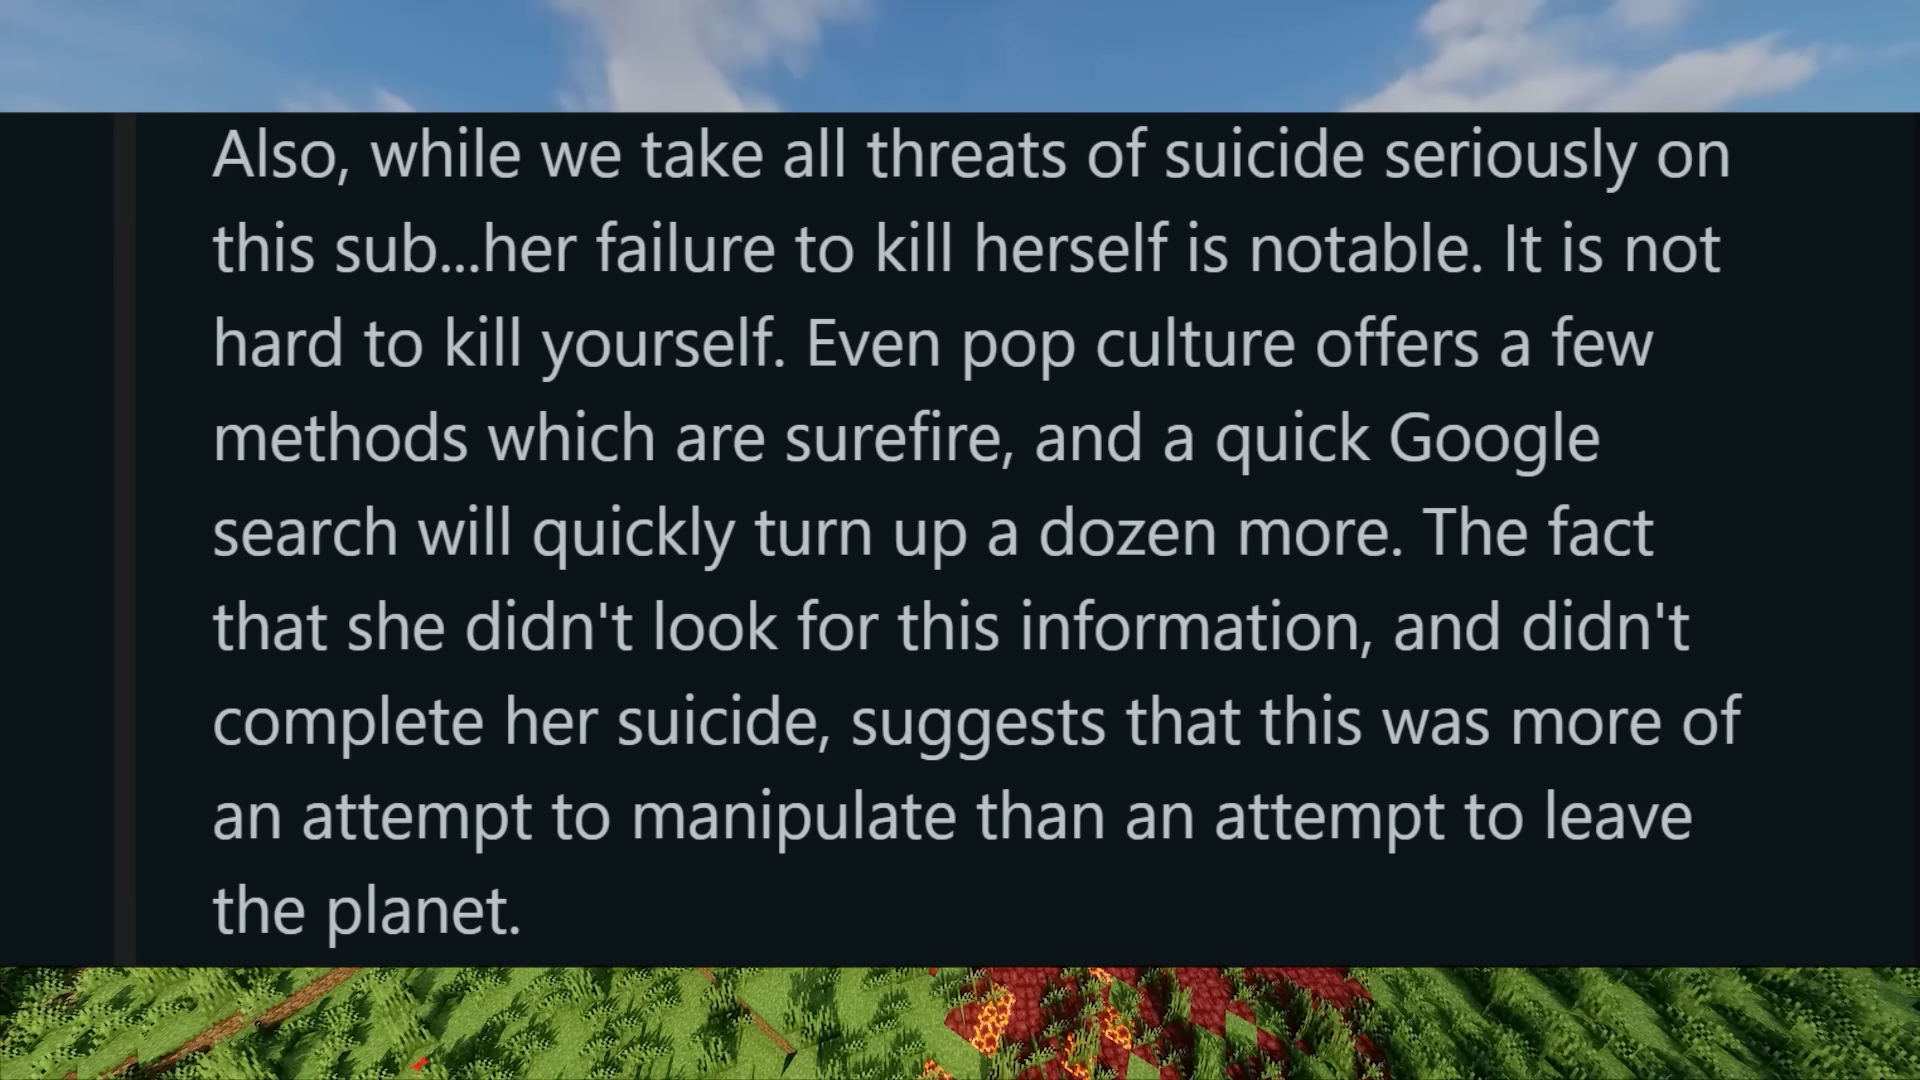 Also, while we take all threats of suicide seriously on
this sub...her failure to kill herself is notable. It is not
hard to kill yourself. Even pop culture offers a few
methods which are surefire, and a quick Google
search will quickly turn up a dozen more. The fact
that she didn't look for this information, and didn't
complete her suicide, suggests that this was more of
an attempt to manipulate than an attempt to leave
the planet.